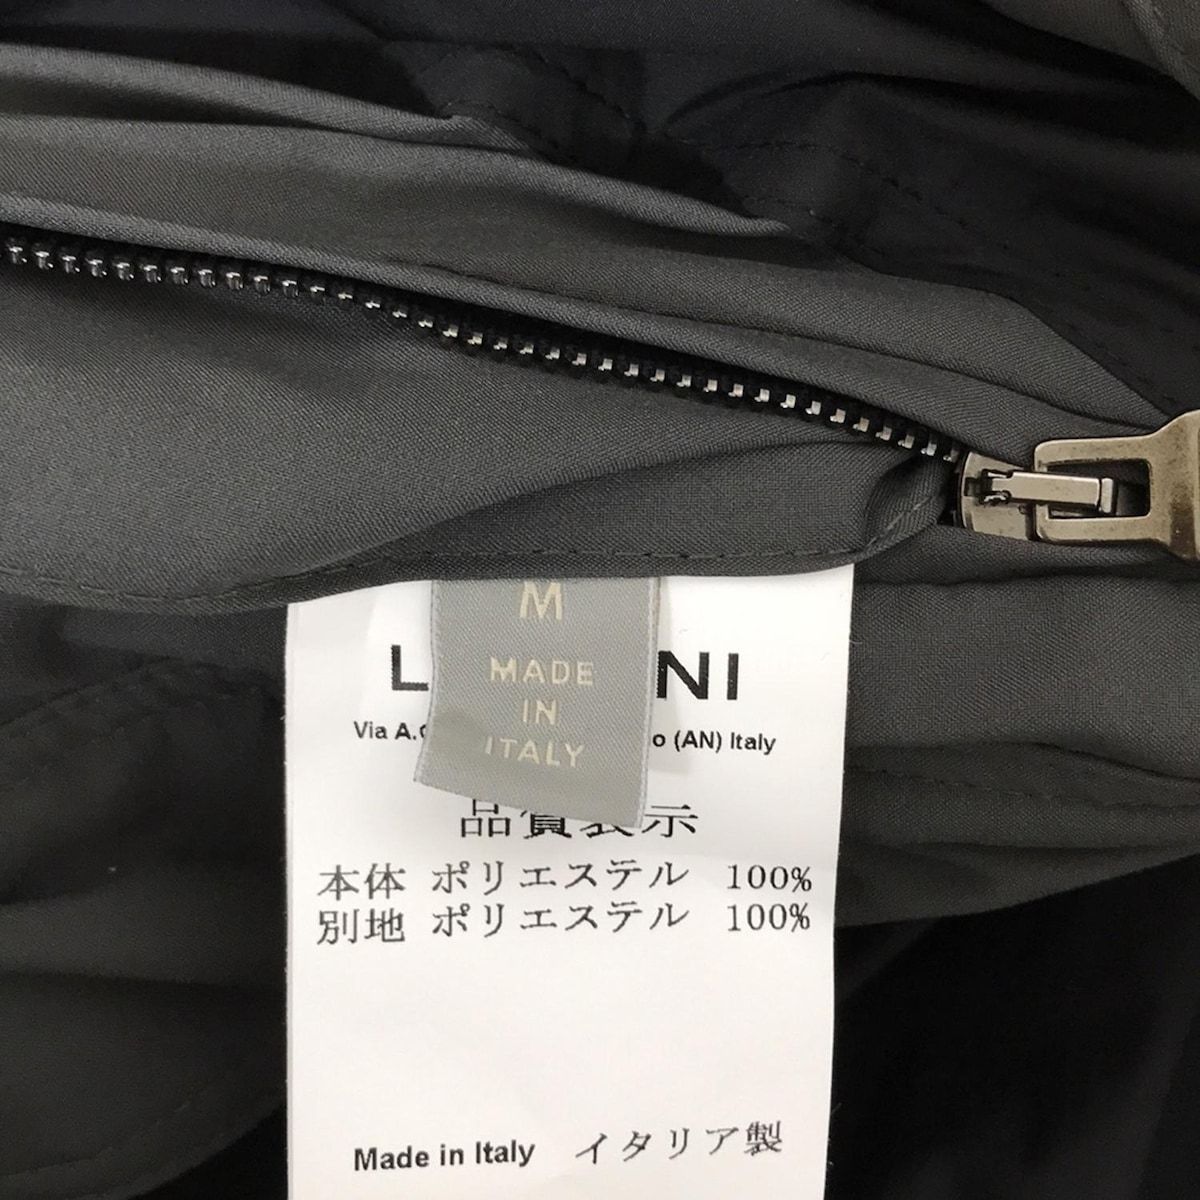 M
MADE
IN
ITALY
L NI
Via A. o (AN) Italy
品質表示
本体 ポリエステル 100%
別地 ポリエステル 100%
Made in Italy イタリア製